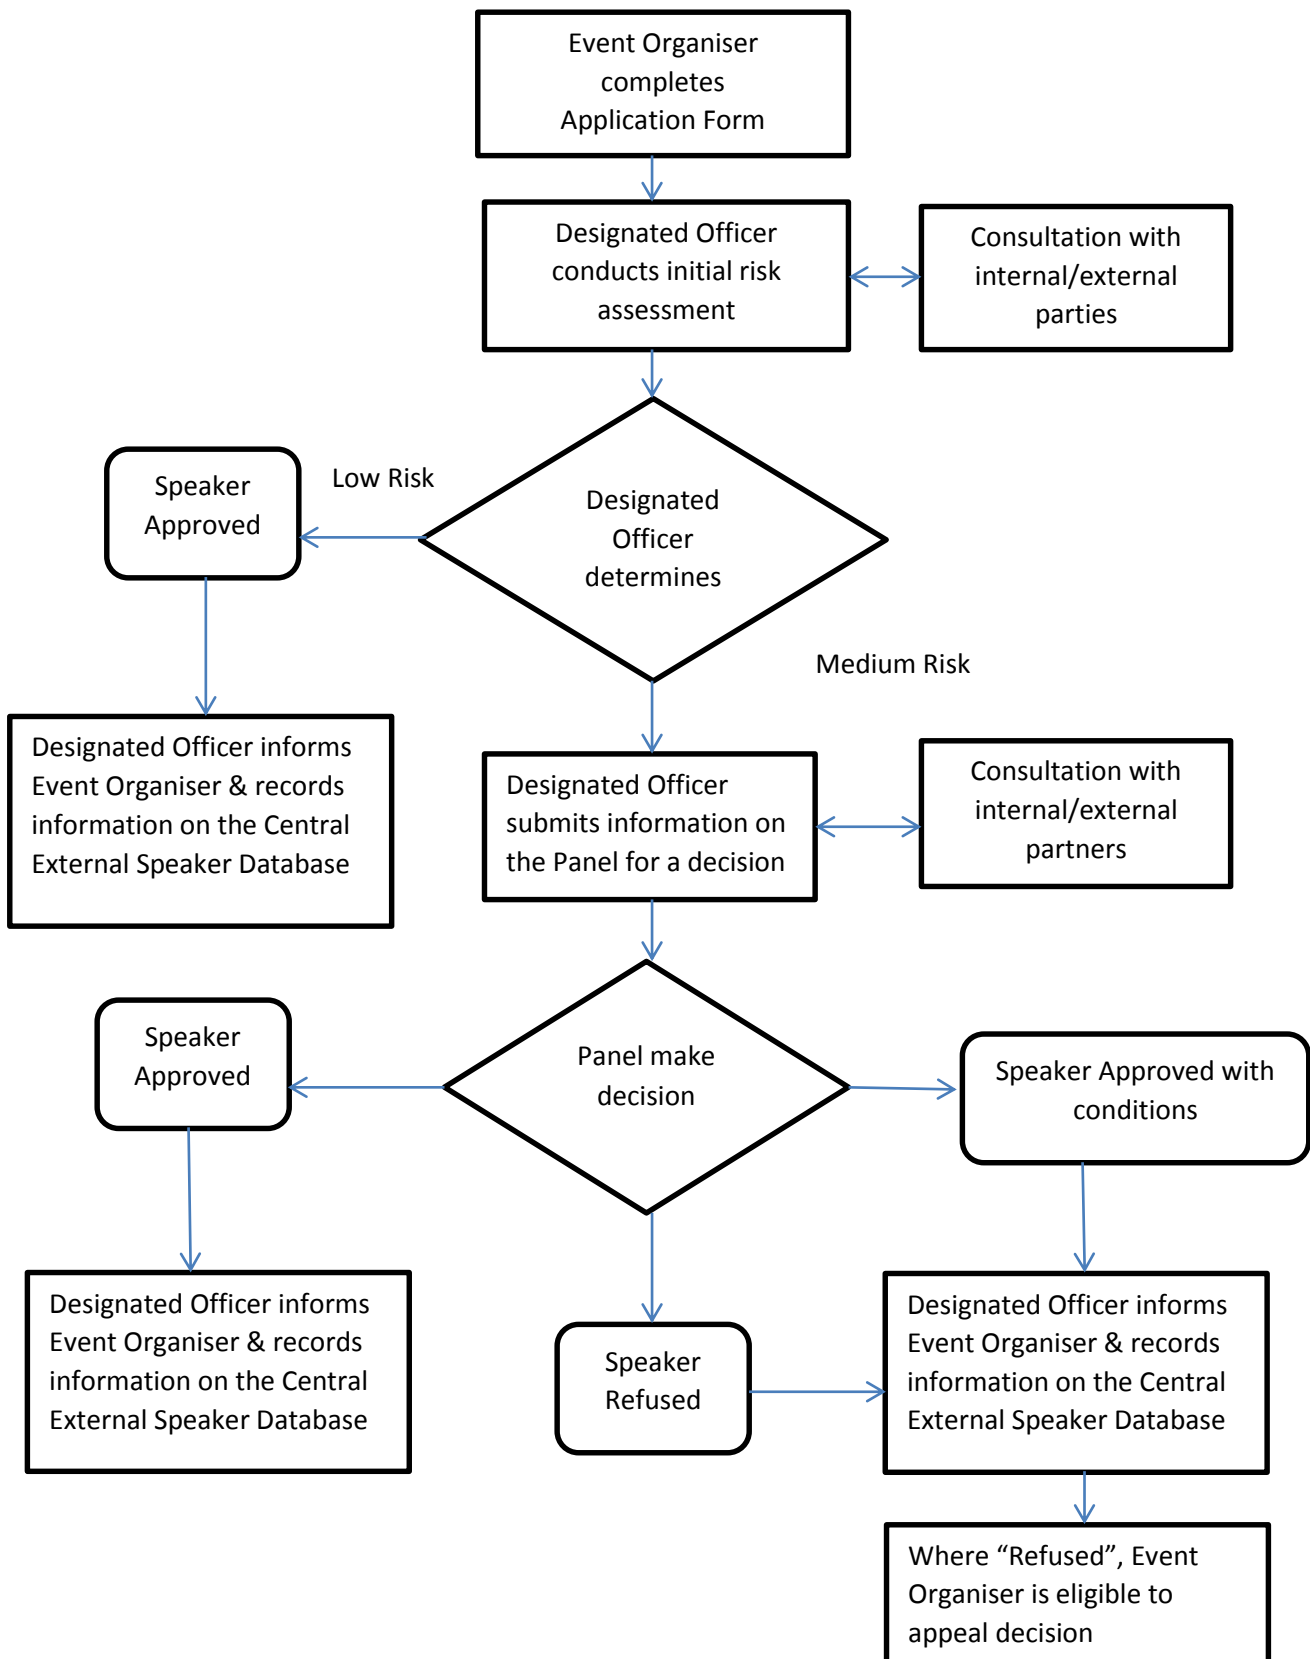 Event Organiser
completes
Application Form
Designated Officer
conducts initial risk
assessment
Consultation with
internal/external
parties
Speaker
Approved
Low Risk
Designated
Officer
determines
Medium Risk
Designated Officer informs
Event Organiser & records
information on the Central
External Speaker Database
Designated Officer
submits information on
the Panel for a decision
Consultation with
internal/external
partners
Speaker
Approved
Panel make
decision
Speaker Approved with
conditions
Designated Officer informs
Event Organiser & records
information on the Central
External Speaker Database
Speaker
Refused
Designated Officer informs
Event Organiser & records
information on the Central
External Speaker Database
Where “Refused”, Event
Organiser is eligible to
appeal decision